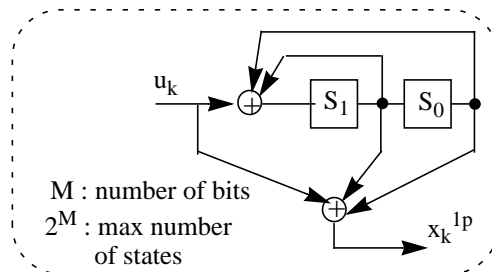 u_k
S_1
S_0
M : number of bits
2^M : max number
of states
x_k^1p